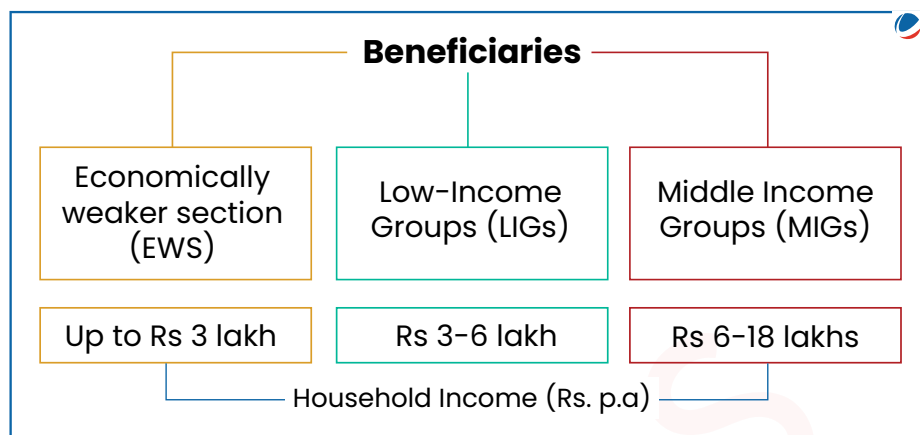 Beneficiaries
Economically
weaker section
(EWS)
Low-Income
Groups (LIGs)
Middle Income
Groups (MIGs)
Up to Rs 3 lakh
Rs 3-6 lakh
Rs 6-18 lakhs
Household Income (Rs. p.a)